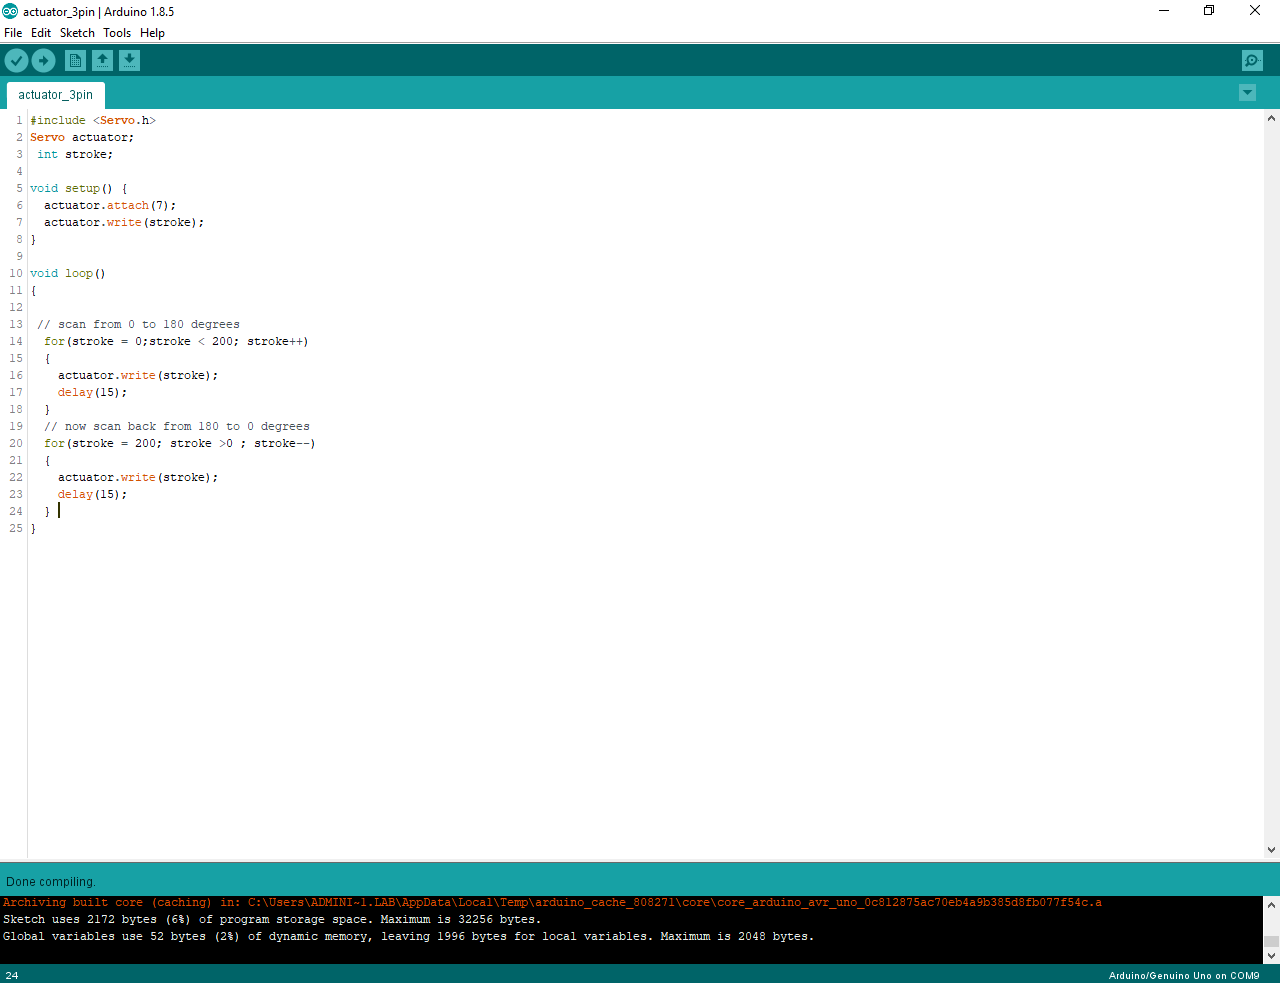 actuator_3pin | Arduino 1.8.5
File Edit Sketch Tools Help
actuator_3pin
1 #include <Servo.h>
2 Servo actuator;
3  int stroke;
4
5 void setup() {
6   actuator.attach(7);
7   actuator.write(stroke);
8 }
9
10 void loop()
11 {
12
13  // scan from 0 to 180 degrees
14   for(stroke = 0;stroke < 200; stroke++)
15   {
16     actuator.write(stroke);
17     delay(15);
18   }
19   // now scan back from 180 to 0 degrees
20   for(stroke = 200; stroke >0 ; stroke--)
21   {
22     actuator.write(stroke);
23     delay(15);
24   }
25 }
Done compiling.
Archiving built core (caching) in: C:\Users\ADMINI~1.LAB\AppData\Local\Temp\arduino_cache_808271\core\core_arduino_avr_uno_0c812875ac70eb4a9b385d8fb077f54c.a
Sketch uses 2172 bytes (6%) of program storage space. Maximum is 32256 bytes.
Global variables use 52 bytes (2%) of dynamic memory, leaving 1996 bytes for local variables. Maximum is 2048 bytes.
24 Arduino/Genuino Uno on COM9